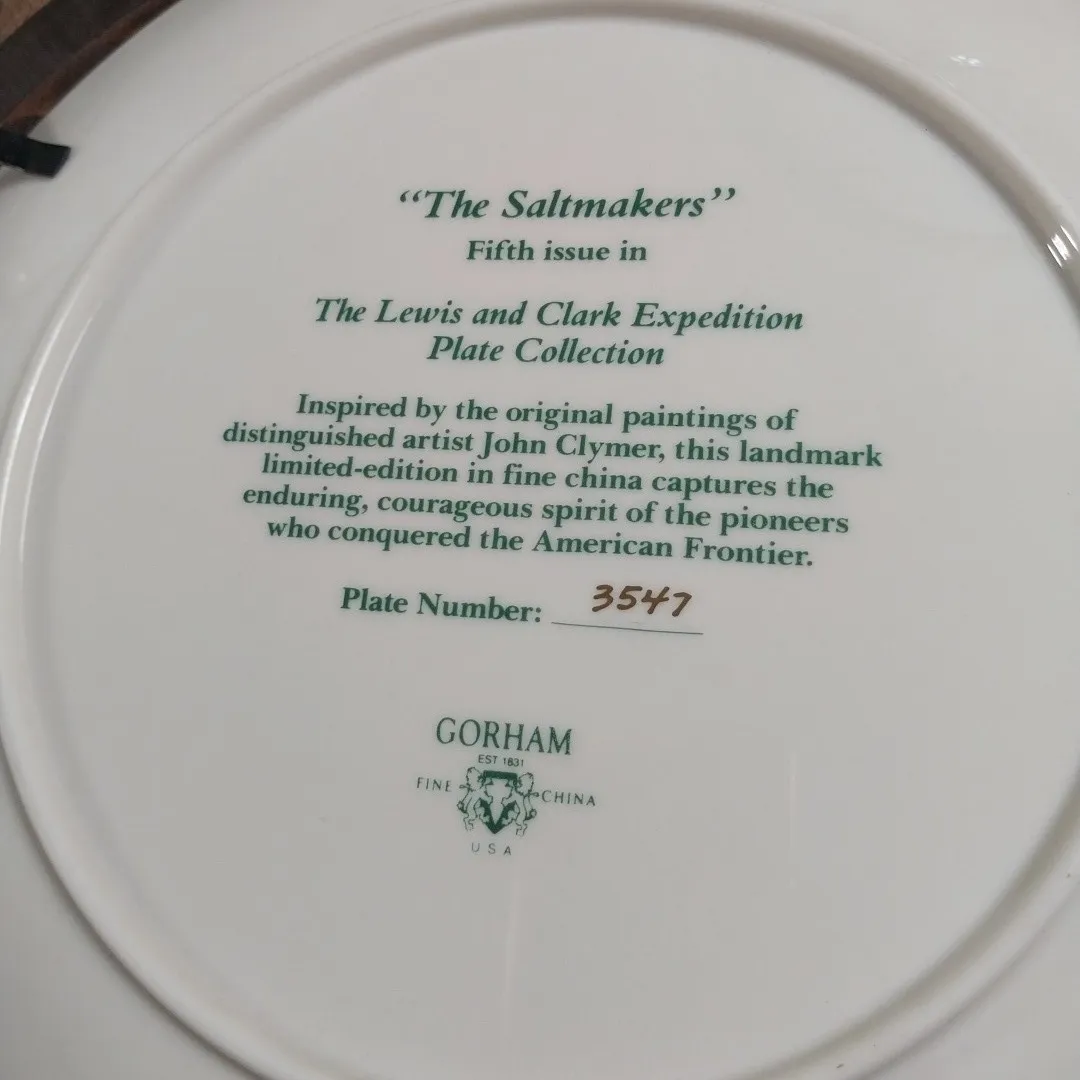 “The Saltmakers”
Fifth issue in
The Lewis and Clark Expedition
Plate Collection
Inspired by the original paintings of
distinguished artist John Clymer, this landmark
limited-edition in fine china captures the
enduring, courageous spirit of the pioneers
who conquered the American Frontier.
Plate Number: 3547
GORHAM
EST 1831
FINE CHINA
USA